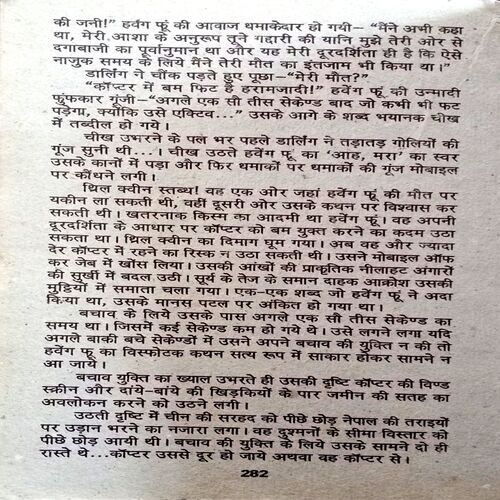 की जनी!” हवेंग फूं की आवाज धमाकेदार हो गयी– “मैंने अभी कहा
था, मेरी आशा के अनुरूप तूने गद्दारी की यानि मुझे तेरी ओर से
दगाबाजी का पूर्वानुमान था और यह मेरी दूरदर्शिता ही है कि ऐसे
नाजुक समय के लिये मैंने तेरी मौत का इंतजाम भी किया था।”
डार्लिंग ने चौंक पड़ते हुए पूछा–“मेरी मौत?”
“कॉप्टर में बम फिट है हरामजादी!” हवेंग फूं की उन्मादी
फुंफकार गूंजी–“अगले एक सौ तीस सेकेण्ड बाद जो कभी भी फट
पड़ेगा, क्योंकि उसे एक्टिव...” उसके आगे के शब्द भयानक चीख
में तब्दील हो गये।
चीख उभरने के पल भर पहले डार्लिंग ने तड़ातड़ गोलियों की
गूंज सुनी थी...। चीख उठते हवेंग फूं का ‘आह, मरा’ का स्वर
उसके कानों में पड़ा और फिर धमाकों पर धमाकों की गूंज मोबाइल
पर कौंधने लगी।
थ्रिल क्वीन स्तब्ध! वह एक ओर जहां हवेंग फूं की मौत पर
यकीन ला सकती थी, वहीं दूसरी ओर उसके कथन पर विश्वास कर
सकती थी। खतरनाक किस्म का आदमी था हवेंग फूं। वह अपनी
दूरदर्शिता के आधार पर कॉप्टर को बम युक्त करने का कदम उठा
सकता था। थ्रिल क्वीन का दिमाग घूम गया। अब वह और ज्यादा
देर कॉप्टर में रहने का रिस्क न उठा सकती थी। उसने मोबाइल ऑफ
कर जेब में खोंस लिया। उसकी आंखों की प्राकृतिक नीलाहट अंगारों
की सुर्खी में बदल उठी। सूर्य के तेज के समान दाहक आक्रोश उसकी
मुट्ठियों में समाता चला गया। एक–एक शब्द जो हवेंग फूं ने अदा
किया था, उसके मानस पटल पर अंकित हो गया था।
बचाव के लिये उसके पास अगले एक सौ तीस सेकेण्ड का
समय था। जिसमें कई सेकेण्ड कम हो गये थे। उसे लगने लगा यदि
अगले बाकी बचे सेकेण्डों में उसने अपने बचाव की युक्ति न की तो
हवेंग फूं का विस्फोटक कथन सत्य रूप में साकार होकर सामने न
आ जाये।
बचाव युक्ति का ख्याल उभरते ही उसकी दृष्टि कॉप्टर की विण्ड
स्क्रीन और दायें–बायें की खिड़कियों के पार जमीन की सतह का
अवलोकन करने को उठने लगी।
उठती दृष्टि में चीन की सरहद को पीछे छोड़ नेपाल की तराइयों
पर उड़ान भरने का नजारा लगा। वह दुश्मनों के सीमा विस्तार को
पीछे छोड़ आयी थी। बचाव की युक्ति के लिये उसके सामने दो ही
रास्ते थे...कॉप्टर उससे दूर हो जाये अथवा वह कॉप्टर से।
282